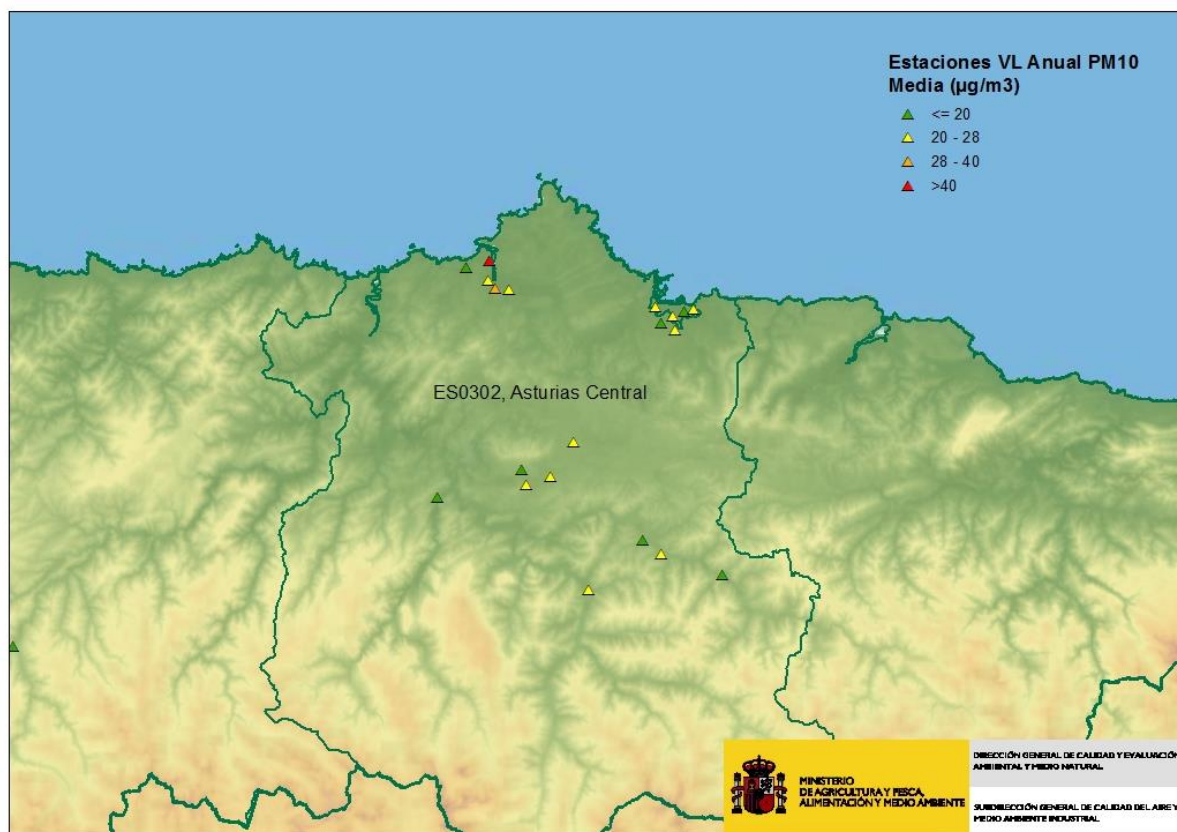 Estaciones VL Anual PM10
Media (µg/m3)
<= 20
20 - 28
28 - 40
>40
ES0302, Asturias Central
MINISTERIO
DE AGRICULTURA Y PESCA,
ALIMENTACIÓN Y MEDIO AMBIENTE
DIRECCIÓN GENERAL DE CALIDAD Y EVALUACIÓN
AMBIENTAL Y MEDIO NATURAL
SUBDIRECCIÓN GENERAL DE CALIDAD DEL AIRE Y
MEDIO AMBIENTE INDUSTRIAL